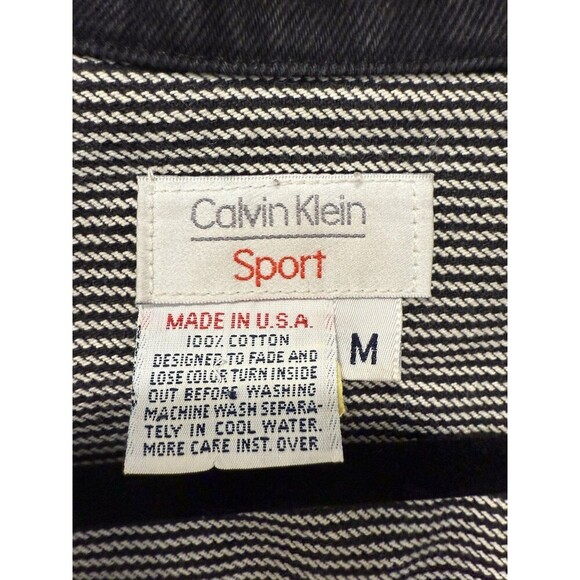 Calvin Klein
Sport
MADE IN U.S.A.
100% COTTON
DESIGNED TO FADE AND
LOSE COLOR TURN INSIDE
OUT BEFORE WASHING
MACHINE WASH SEPARA-
TELY IN COOL WATER.
MORE CARE INST. OVER
M